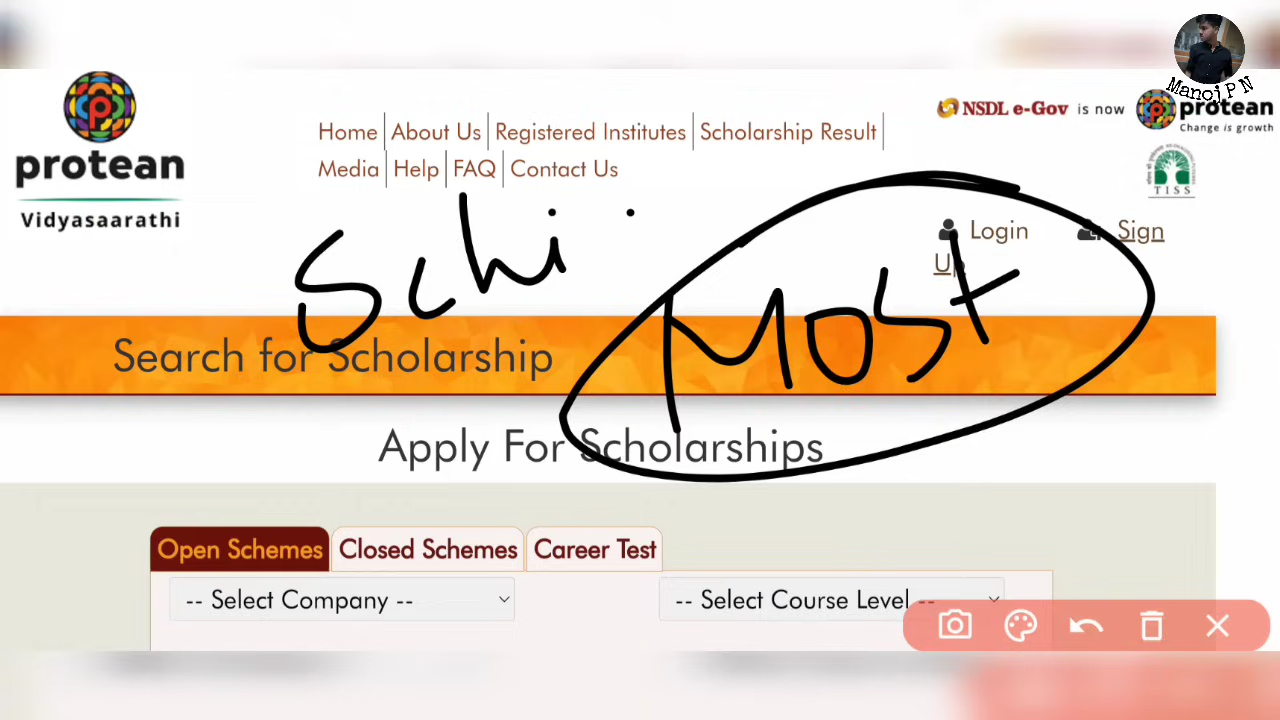 Manoj P N
protean
Vidyasaarathi
Home About Us Registered Institutes Scholarship Result
Media Help FAQ Contact Us
NSDL e-Gov is now protean
Change is growth
TISS
Login Sign
Up
Schi
MOST
Search for Scholarship
Apply For Scholarships
Open Schemes Closed Schemes Career Test
-- Select Company -- -- Select Course Level --